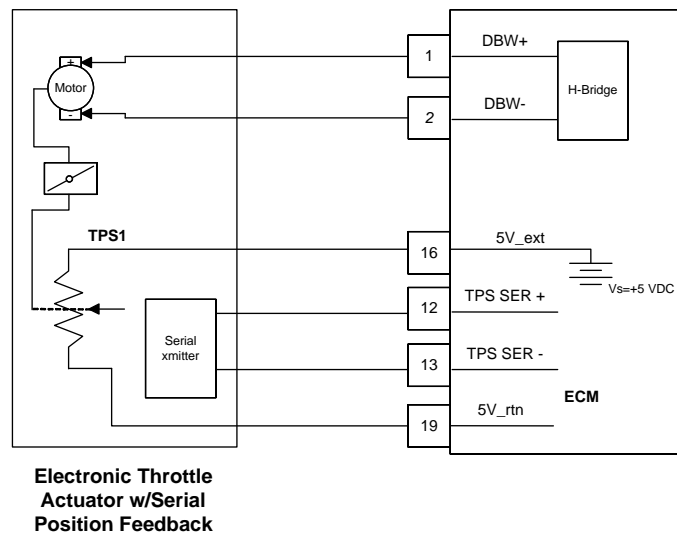 +
Motor
-
TPS1
Serial
xmitter
Electronic Throttle
Actuator w/Serial
Position Feedback
1
2
16
12
13
19
DBW+
DBW-
H-Bridge
5V_ext
Vs=+5 VDC
TPS SER +
TPS SER -
ECM
5V_rtn